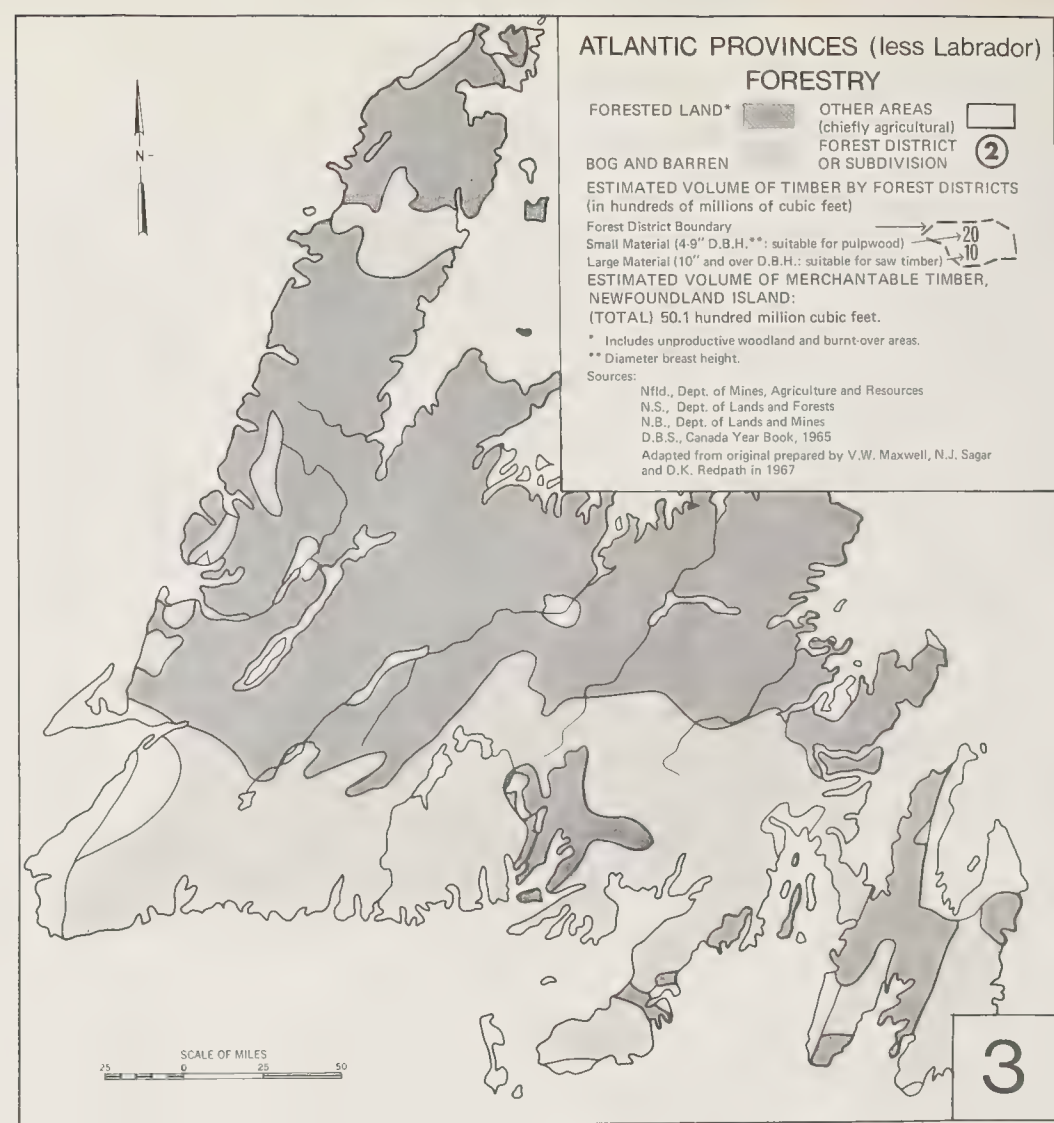 ATLANTIC PROVINCES (less Labrador)
FORESTRY
FORESTED LAND*
OTHER AREAS
(chiefly agricultural)
BOG AND BARREN
FOREST DISTRICT
OR SUBDIVISION
2
ESTIMATED VOLUME OF TIMBER BY FOREST DISTRICTS
(in hundreds of millions of cubic feet)
Forest District Boundary
Small Material (4-9" D.B.H.**: suitable for pulpwood) 20
Large Material (10" and over D.B.H.: suitable for saw timber) 10
ESTIMATED VOLUME OF MERCHANTABLE TIMBER,
NEWFOUNDLAND ISLAND:
(TOTAL) 50.1 hundred million cubic feet.
* Includes unproductive woodland and burnt-over areas.
** Diameter breast height.
Sources:
Nfld., Dept. of Mines, Agriculture and Resources
N.S., Dept. of Lands and Forests
N.B., Dept. of Lands and Mines
D.B.S., Canada Year Book, 1965
Adapted from original prepared by V.W. Maxwell, N.J. Sagar
and D.K. Redpath in 1967
N
SCALE OF MILES
25 0 25 50
3